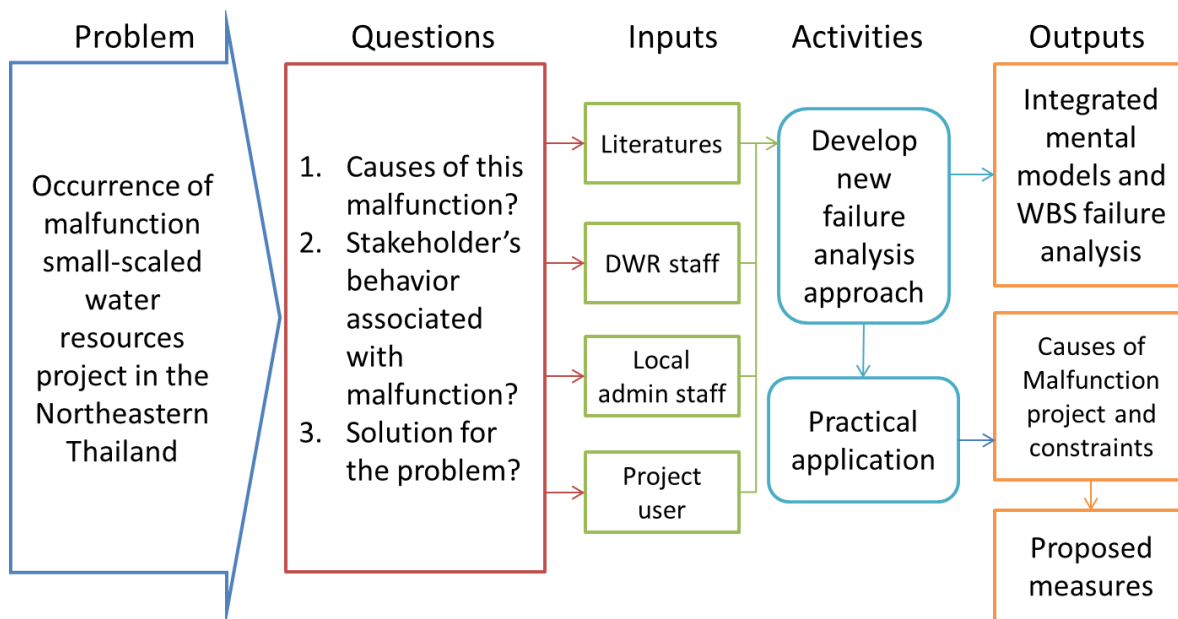 Problem
Questions
Inputs
Activities
Outputs
Occurrence of
malfunction
small-scaled
water
resources
project in the
Northeastern
Thailand
1. Causes of this
malfunction?
2. Stakeholder’s
behavior
associated
with
malfunction?
3. Solution for
the problem?
Literatures
DWR staff
Local
admin staff
Project
user
Develop
new
failure
analysis
approach
Practical
application
Integrated
mental
models and
WBS failure
analysis
Causes of
Malfunction
project and
constraints
Proposed
measures